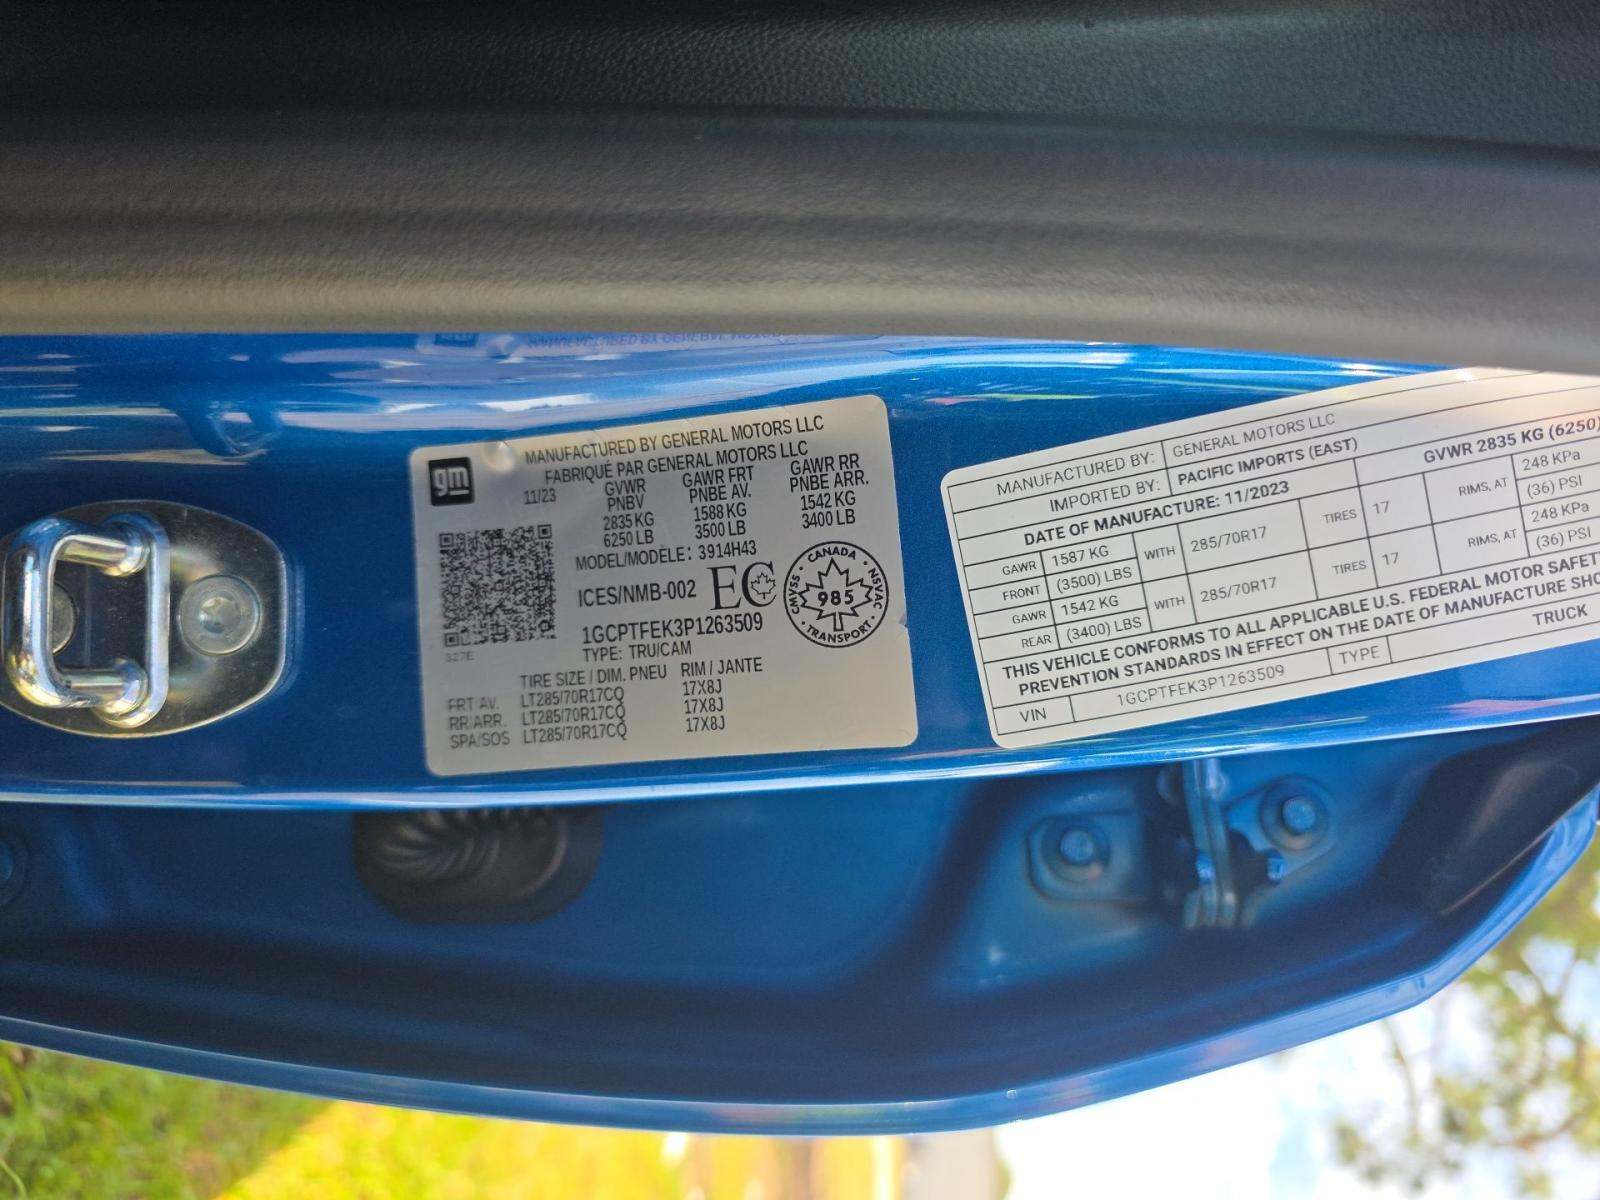 gm
MANUFACTURED BY GENERAL MOTORS LLC
FABRIQUÉ PAR GENERAL MOTORS LLC
11/23
GVWR GAWR FRT GAWR RR
PNBV PNBE AV. PNBE ARR.
2835 KG 1588 KG 1542 KG
6250 LB 3500 LB 3400 LB
MODEL/MODÈLE: 3914H43
ICES/NMB-002 EC
CANADA
CMVSS 985 NSVAC
TRANSPORT
1GCPTFEK3P1263509
TYPE: TRU/CAM
327E
TIRE SIZE / DIM. PNEU RIM / JANTE
FRT/AV. LT285/70R17CQ 17X8J
RR/ARR. LT285/70R17CQ 17X8J
SPA/SOS LT285/70R17CQ 17X8J
MANUFACTURED BY: GENERAL MOTORS LLC
IMPORTED BY: PACIFIC IMPORTS (EAST)
DATE OF MANUFACTURE: 11/2023 GVWR 2835 KG (6250)
GAWR FRONT 1587 KG (3500) LBS WITH 285/70R17 TIRES 17 RIMS, AT 248 KPa (36) PSI
GAWR REAR 1542 KG (3400) LBS WITH 285/70R17 TIRES 17 RIMS, AT 248 KPa (36) PSI
THIS VEHICLE CONFORMS TO ALL APPLICABLE U.S. FEDERAL MOTOR SAFET
PREVENTION STANDARDS IN EFFECT ON THE DATE OF MANUFACTURE SHO
VIN 1GCPTFEK3P1263509 TYPE TRUCK